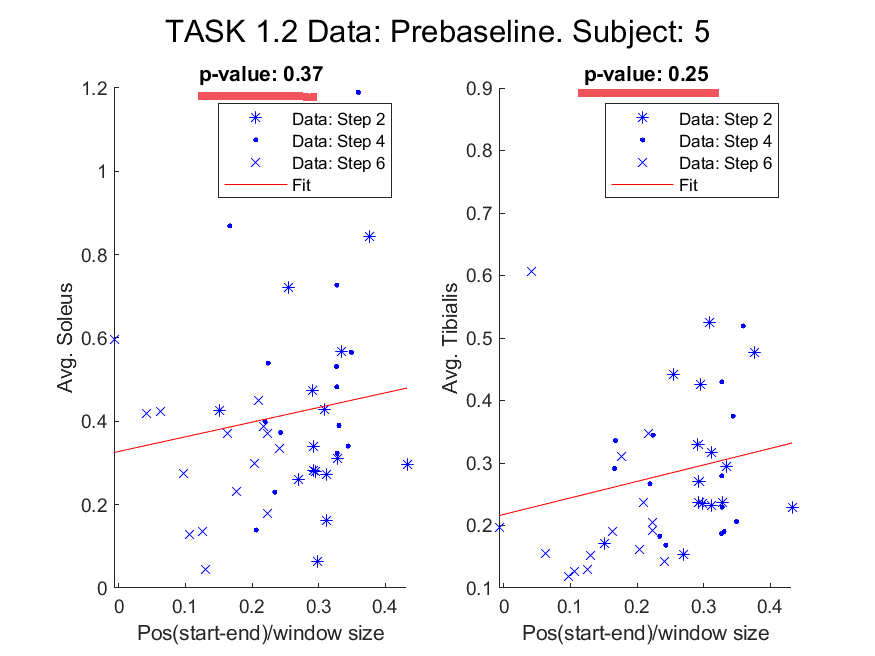 TASK 1.2 Data: Prebaseline. Subject: 5
p-value: 0.37
1.2
1
0.8
0.6
0.4
0.2
0
Avg. Soleus
Data: Step 2
Data: Step 4
Data: Step 6
Fit
0
0.1
0.2
0.3
0.4
Pos(start-end)/window size
p-value: 0.25
0.9
0.8
0.7
0.6
0.5
0.4
0.3
0.2
0.1
Avg. Tibialis
Data: Step 2
Data: Step 4
Data: Step 6
Fit
0
0.1
0.2
0.3
0.4
Pos(start-end)/window size